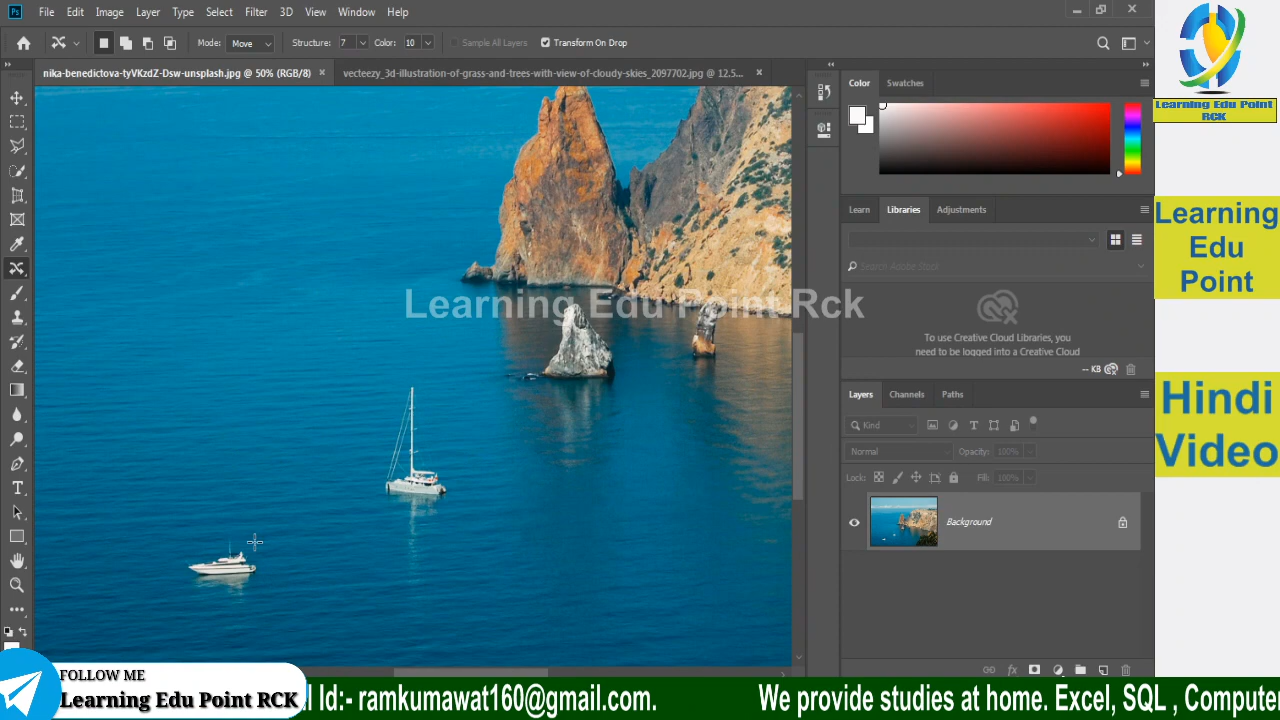 File Edit Image Layer Type Select Filter 3D View Window Help
Mode: Move Structure: 7 Color: 10 Sample All Layers Transform On Drop
nika-benedictova-tyVKzdZ-Dsw-unsplash.jpg @ 50% (RGB/8) × vecteezy_3d-illustration-of-grass-and-trees-with-view-of-cloudy-skies_2097702.jpg @ 12.5... ×
Color Swatches
Learn Libraries Adjustments
Search Adobe Stock
To use Creative Cloud Libraries, you
need to be logged into a Creative Cloud
-- KB
Layers Channels Paths
Kind
Normal Opacity: 100%
Lock: Fill: 100%
Background
Learning Edu Point Rck
Learning Edu Point
RCK
Learning
Edu
Point
Hindi
Video
FOLLOW ME
Learning Edu Point RCK
l Id:- ramkumawat160@gmail.com. We provide studies at home. Excel, SQL , Compute